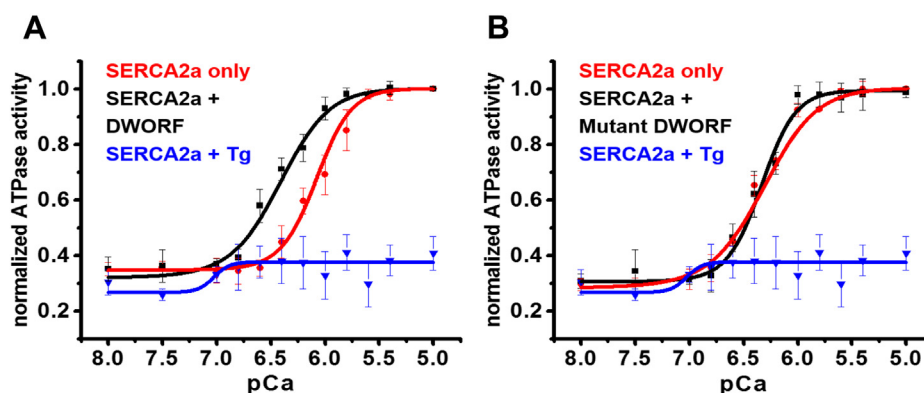 A
normalized ATPase activity
1.0
0.8
0.6
0.4
0.2
SERCA2a only
SERCA2a +
DWORF
SERCA2a + Tg
8.0 7.5 7.0 6.5 6.0 5.5 5.0
pCa
B
normalized ATPase activity
1.0
0.8
0.6
0.4
0.2
SERCA2a only
SERCA2a +
Mutant DWORF
SERCA2a + Tg
8.0 7.5 7.0 6.5 6.0 5.5 5.0
pCa